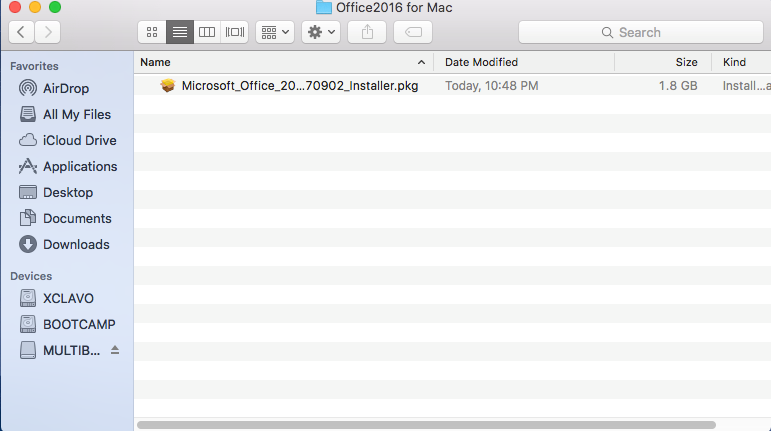 Office2016 for Mac
Search
Favorites
AirDrop
All My Files
iCloud Drive
Applications
Desktop
Documents
Downloads
Devices
XCLAVO
BOOTCAMP
MULTIB...
Name Date Modified Size Kind
Microsoft_Office_20...70902_Installer.pkg Today, 10:48 PM 1.8 GB Install...a